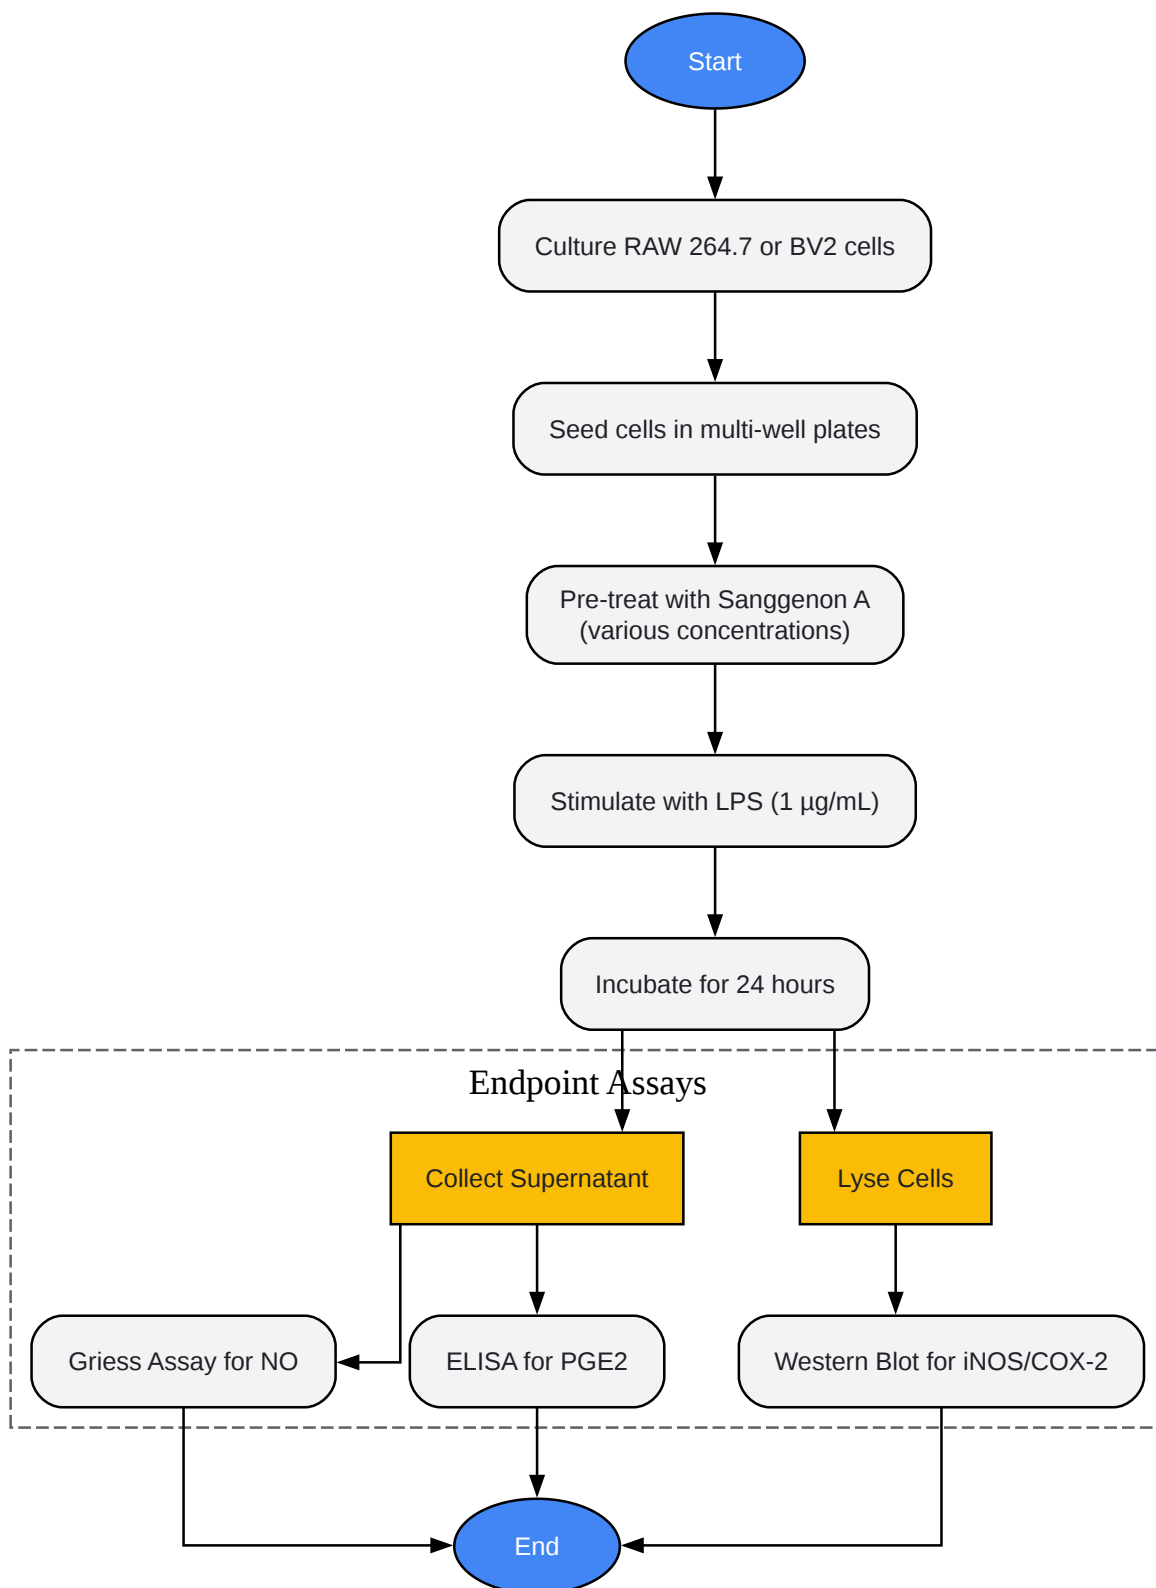 Start
Culture RAW 264.7 or BV2 cells
Seed cells in multi-well plates
Pre-treat with Sanggenon A
(various concentrations)
Stimulate with LPS (1 µg/mL)
Incubate for 24 hours
Endpoint Assays
Collect Supernatant
Lyse Cells
Griess Assay for NO
ELISA for PGE2
Western Blot for iNOS/COX-2
End